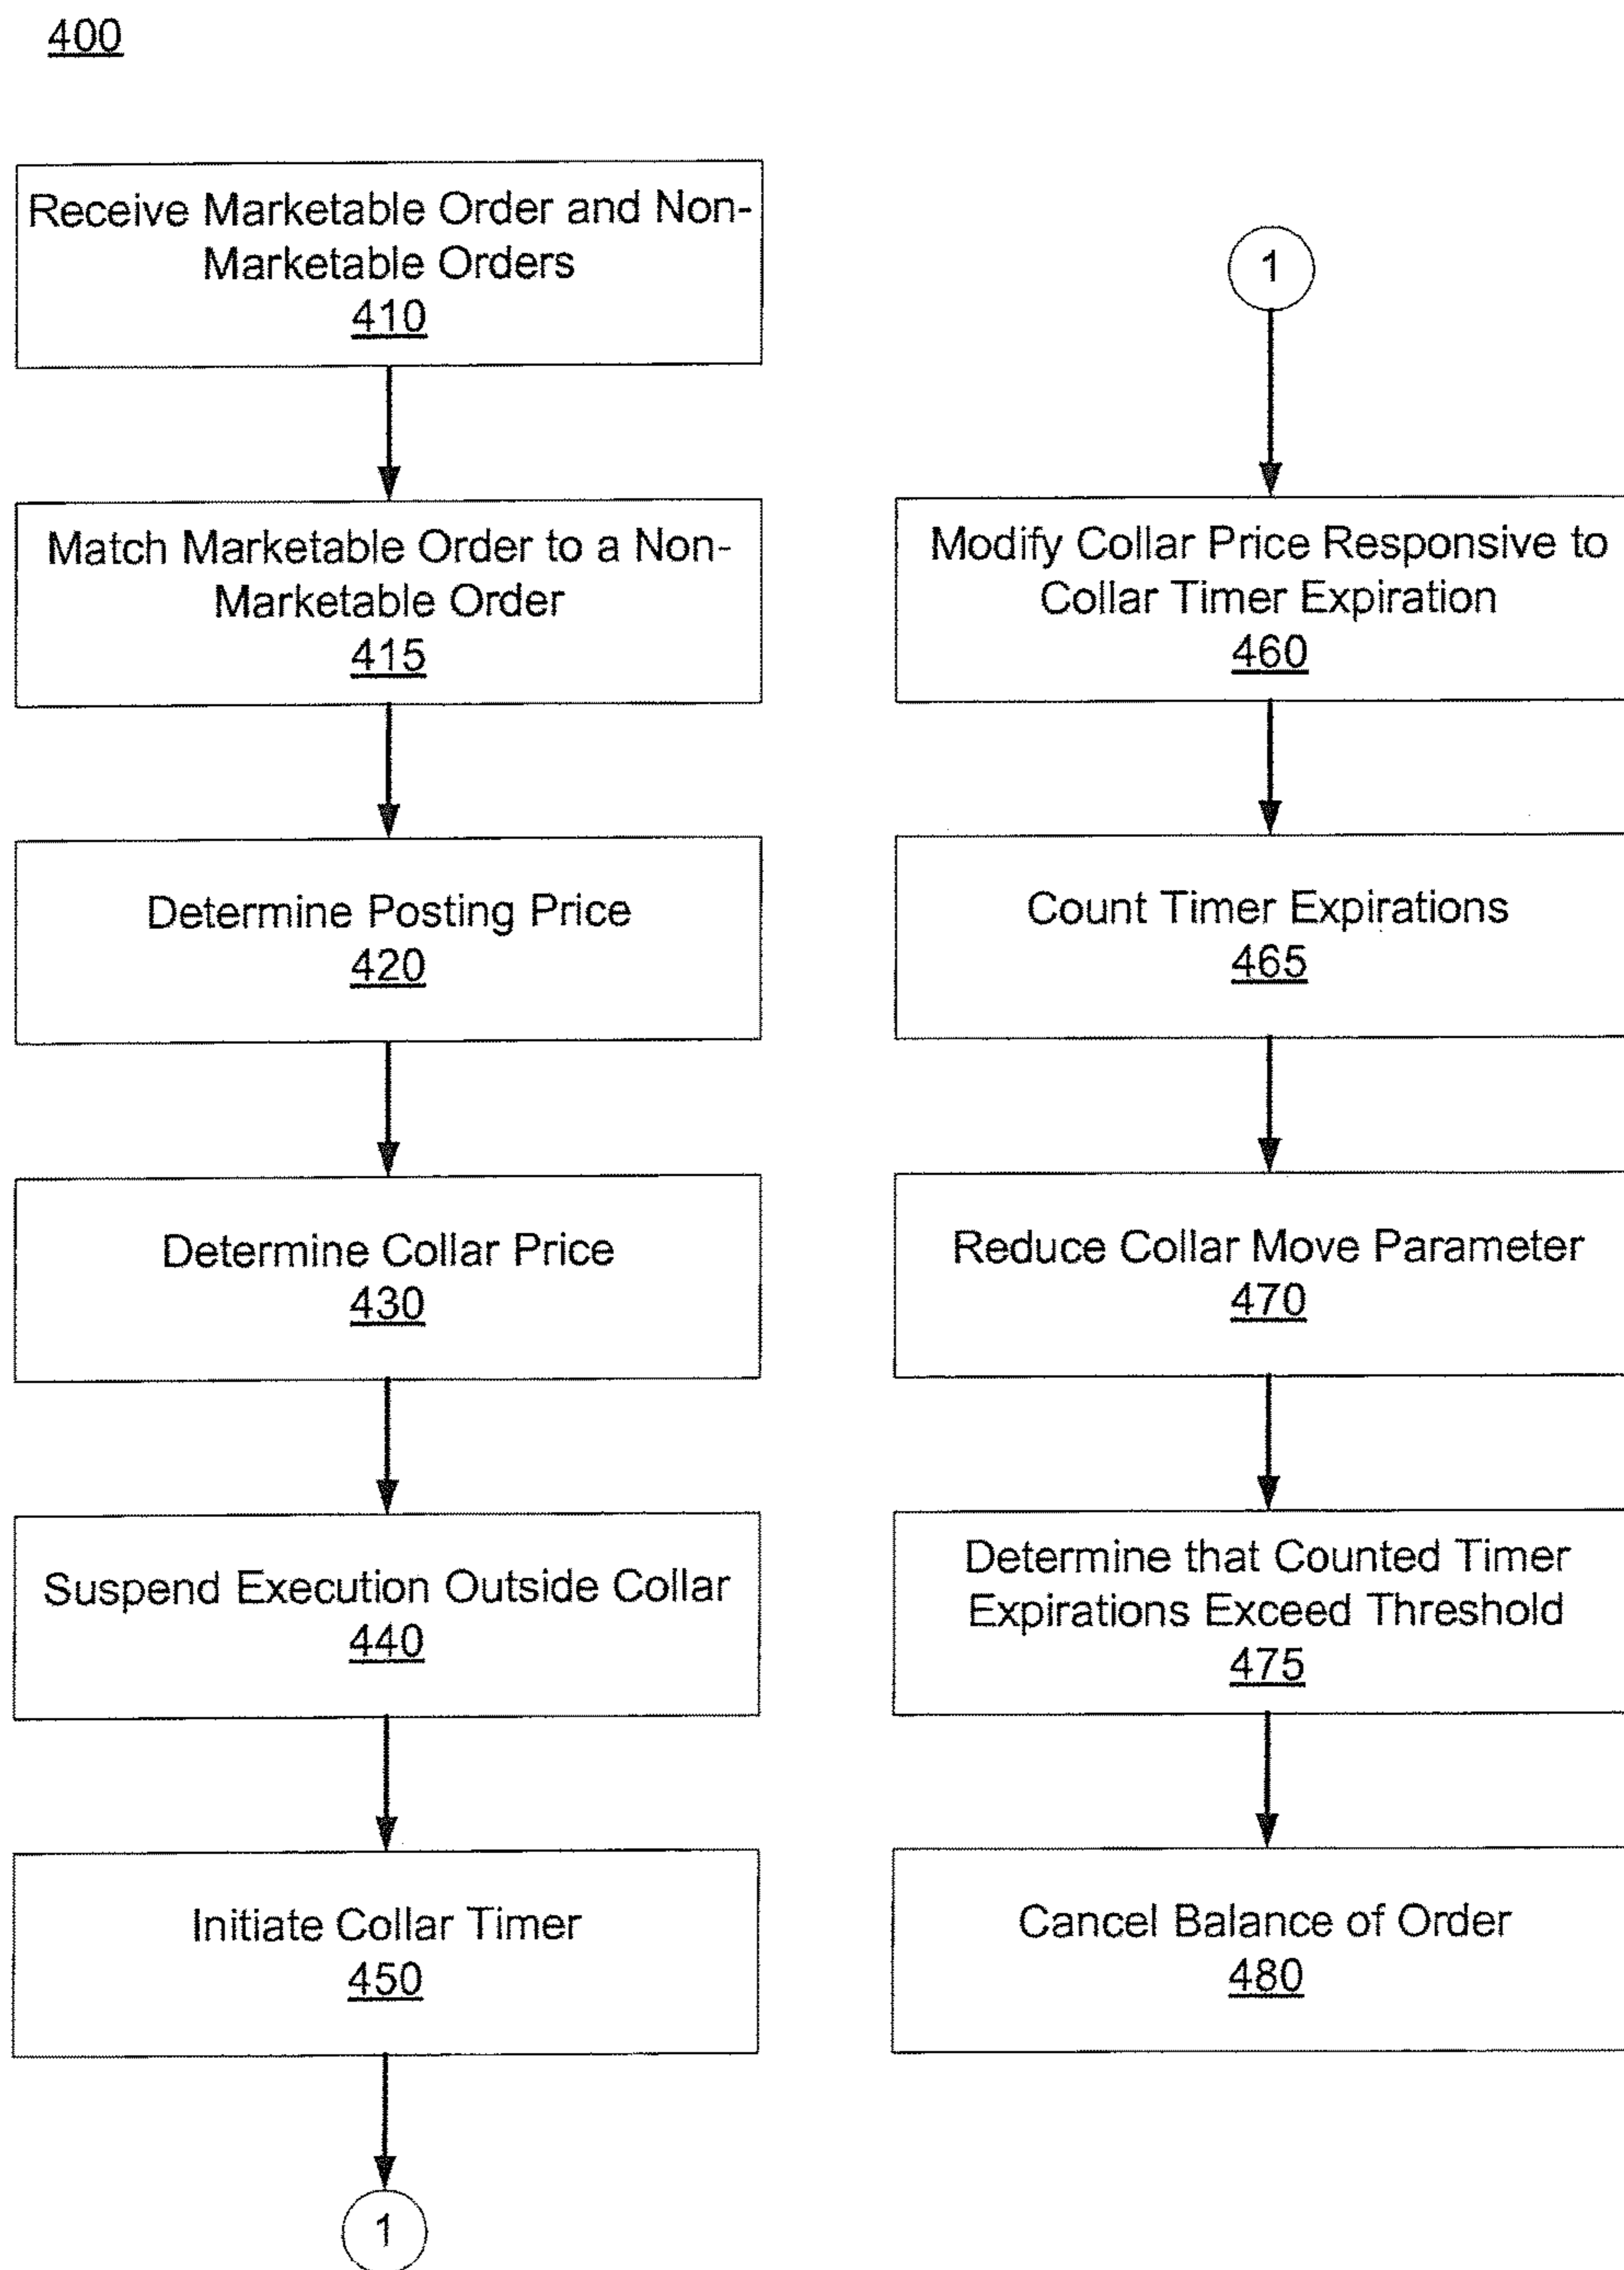 400
Receive Marketable Order and Non-
Marketable Orders
410
Match Marketable Order to a Non-
Marketable Order
415
Determine Posting Price
420
Determine Collar Price
430
Suspend Execution Outside Collar
440
Initiate Collar Timer
450
1
1
Modify Collar Price Responsive to
Collar Timer Expiration
460
Count Timer Expirations
465
Reduce Collar Move Parameter
470
Determine that Counted Timer
Expirations Exceed Threshold
475
Cancel Balance of Order
480